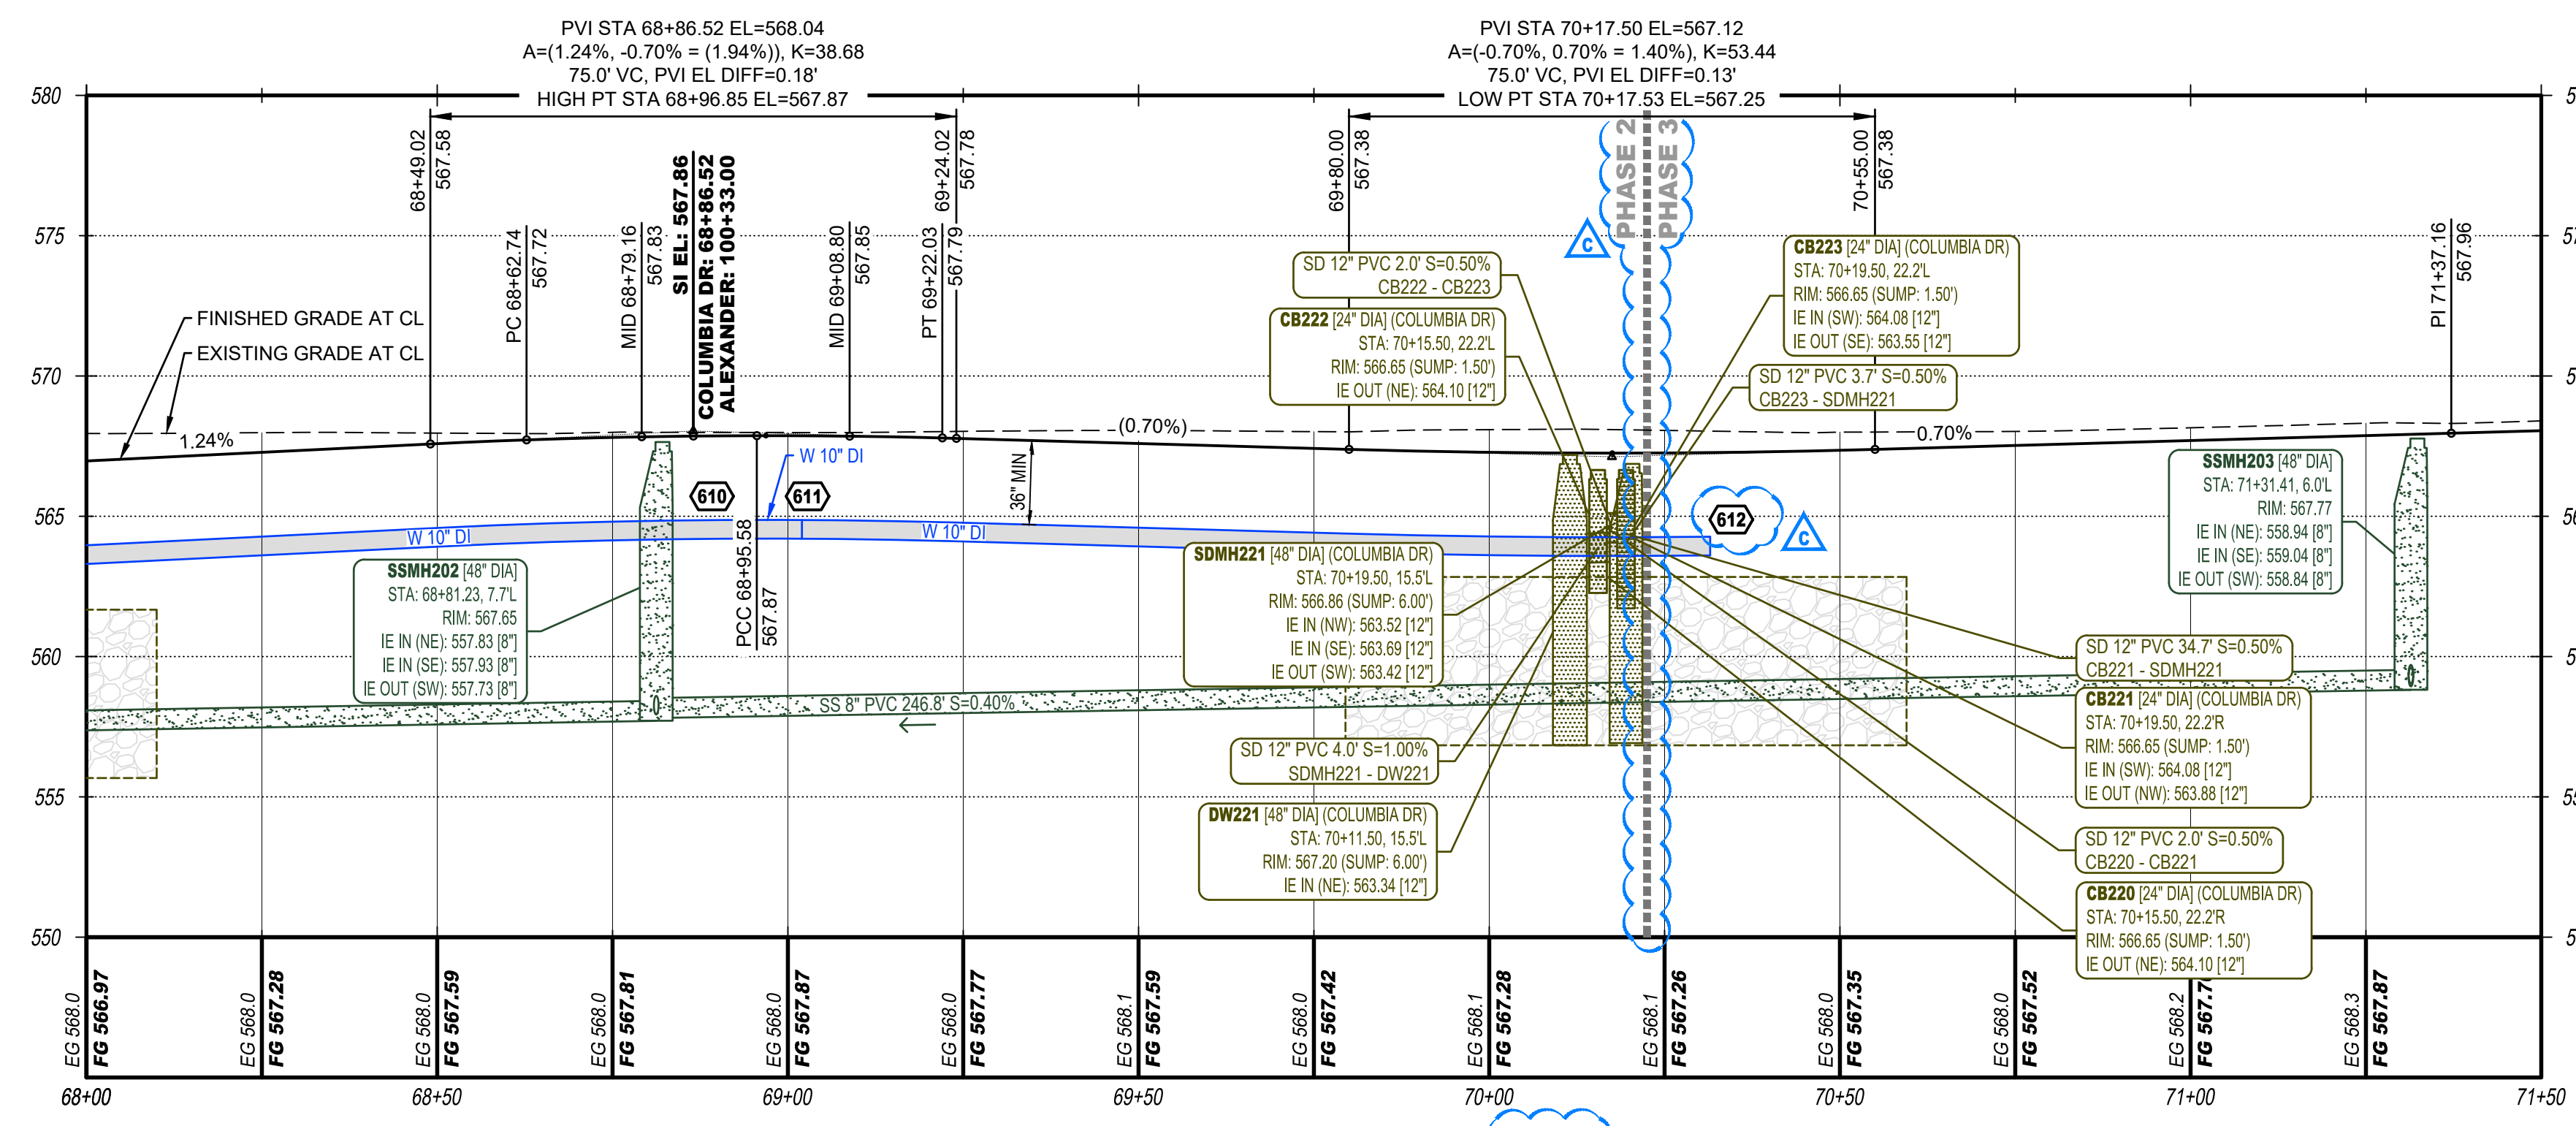 PVI STA 68+86.52 EL=568.04
A=(1.24%, -0.70% = (1.94%)), K=38.68
75.0' VC, PVI EL DIFF=0.18'
HIGH PT STA 68+96.85 EL=567.87
PVI STA 70+17.50 EL=567.12
A=(-0.70%, 0.70% = 1.40%), K=53.44
75.0' VC, PVI EL DIFF=0.13'
LOW PT STA 70+17.53 EL=567.25
580
575
570
565
560
555
550
68+49.02
567.58
PC 68+62.74
567.72
MID 68+79.16
567.83
SI EL: 567.86
COLUMBIA DR: 68+86.52
ALEXANDER: 100+33.00
PCC 68+95.58
567.87
MID 69+08.80
567.85
PT 69+22.03
567.79
69+24.02
567.78
69+80.00
567.38
PHASE 2
PHASE 3
70+55.00
567.38
PI 71+37.16
567.96
FINISHED GRADE AT CL
EXISTING GRADE AT CL
1.24%
(0.70%)
0.70%
C
SD 12" PVC 2.0' S=0.50%
CB222 - CB223
CB222 [24" DIA] (COLUMBIA DR)
STA: 70+15.50, 22.2'L
RIM: 566.65 (SUMP: 1.50')
IE OUT (NE): 564.10 [12"]
CB223 [24" DIA] (COLUMBIA DR)
STA: 70+19.50, 22.2'L
RIM: 566.65 (SUMP: 1.50')
IE IN (SW): 564.08 [12"]
IE OUT (SE): 563.55 [12"]
SD 12" PVC 3.7' S=0.50%
CB223 - SDMH221
W 10" DI
610
611
36" MIN
612
C
W 10" DI
W 10" DI
SSMH203 [48" DIA]
STA: 71+31.41, 6.0'L
RIM: 567.77
IE IN (NE): 558.94 [8"]
IE IN (SE): 559.04 [8"]
IE OUT (SW): 558.84 [8"]
SSMH202 [48" DIA]
STA: 68+81.23, 7.7'L
RIM: 567.65
IE IN (NE): 557.83 [8"]
IE IN (SE): 557.93 [8"]
IE OUT (SW): 557.73 [8"]
SDMH221 [48" DIA] (COLUMBIA DR)
STA: 70+19.50, 15.5'L
RIM: 566.86 (SUMP: 6.00')
IE IN (NW): 563.52 [12"]
IE IN (SE): 563.69 [12"]
IE OUT (SW): 563.42 [12"]
SS 8" PVC 246.8' S=0.40%
SD 12" PVC 4.0' S=1.00%
SDMH221 - DW221
DW221 [48" DIA] (COLUMBIA DR)
STA: 70+11.50, 15.5'L
RIM: 567.20 (SUMP: 6.00')
IE IN (NE): 563.34 [12"]
SD 12" PVC 34.7' S=0.50%
CB221 - SDMH221
CB221 [24" DIA] (COLUMBIA DR)
STA: 70+19.50, 22.2'R
RIM: 566.65 (SUMP: 1.50')
IE IN (SW): 564.08 [12"]
IE OUT (NW): 563.88 [12"]
SD 12" PVC 2.0' S=0.50%
CB220 - CB221
CB220 [24" DIA] (COLUMBIA DR)
STA: 70+15.50, 22.2'R
RIM: 566.65 (SUMP: 1.50')
IE OUT (NE): 564.10 [12"]
EG 568.0
FG 566.97
EG 568.0
FG 567.28
EG 568.0
FG 567.59
EG 568.0
FG 567.81
EG 568.0
FG 567.87
EG 568.0
FG 567.77
EG 568.1
FG 567.59
EG 568.0
FG 567.42
EG 568.1
FG 567.28
EG 568.1
FG 567.26
EG 568.0
FG 567.35
EG 568.0
FG 567.52
EG 568.2
FG
EG 568.3
FG 567.87
68+00
68+50
69+00
69+50
70+00
70+50
71+00
71+50